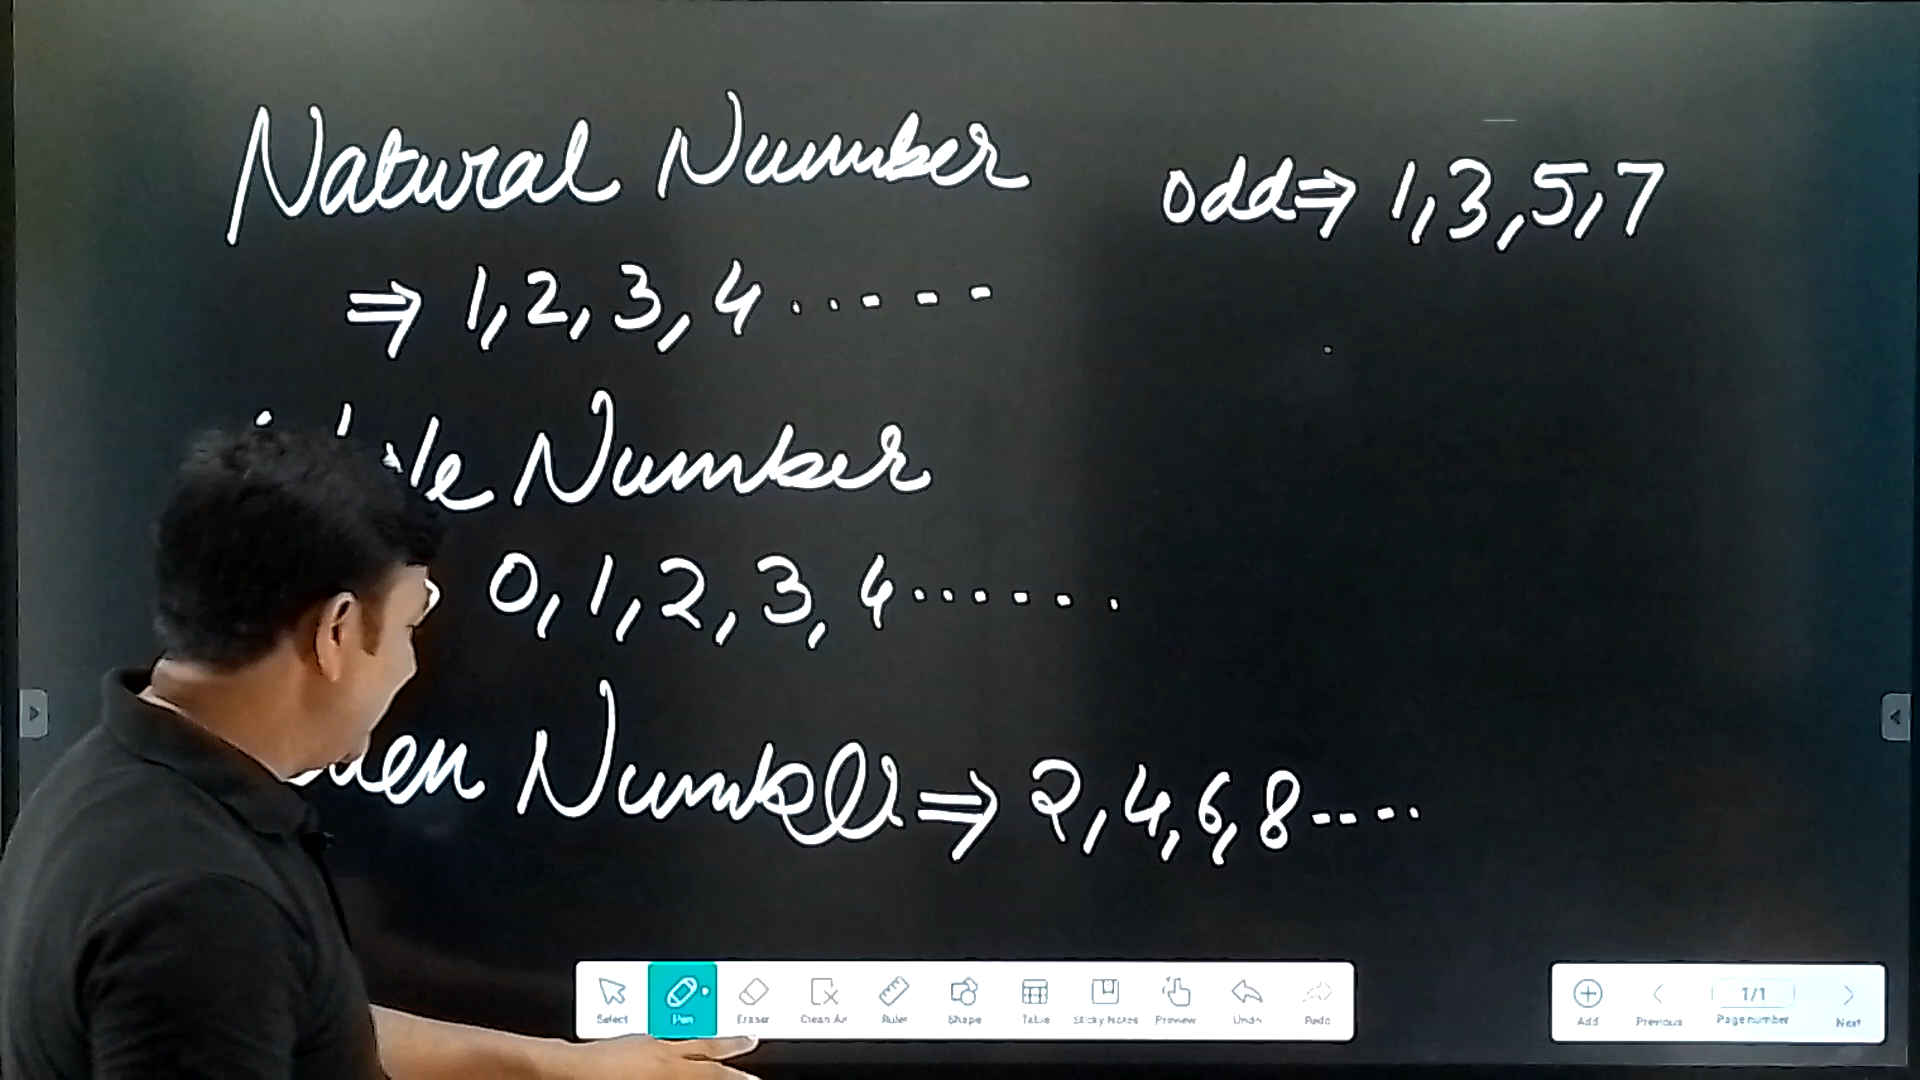 Natural Number
⇒ 1, 2, 3, 4 . . - - -
Number
0, 1, 2, 3, 4 . . . . . .
Number ⇒ 2, 4, 6, 8 - - - -
odd ⇒ 1, 3, 5, 7
Select Pen Eraser Clean All Ruler Shape Table Sticky Notes Preview Undo Redo
Add Previous 1/1 Page number Next